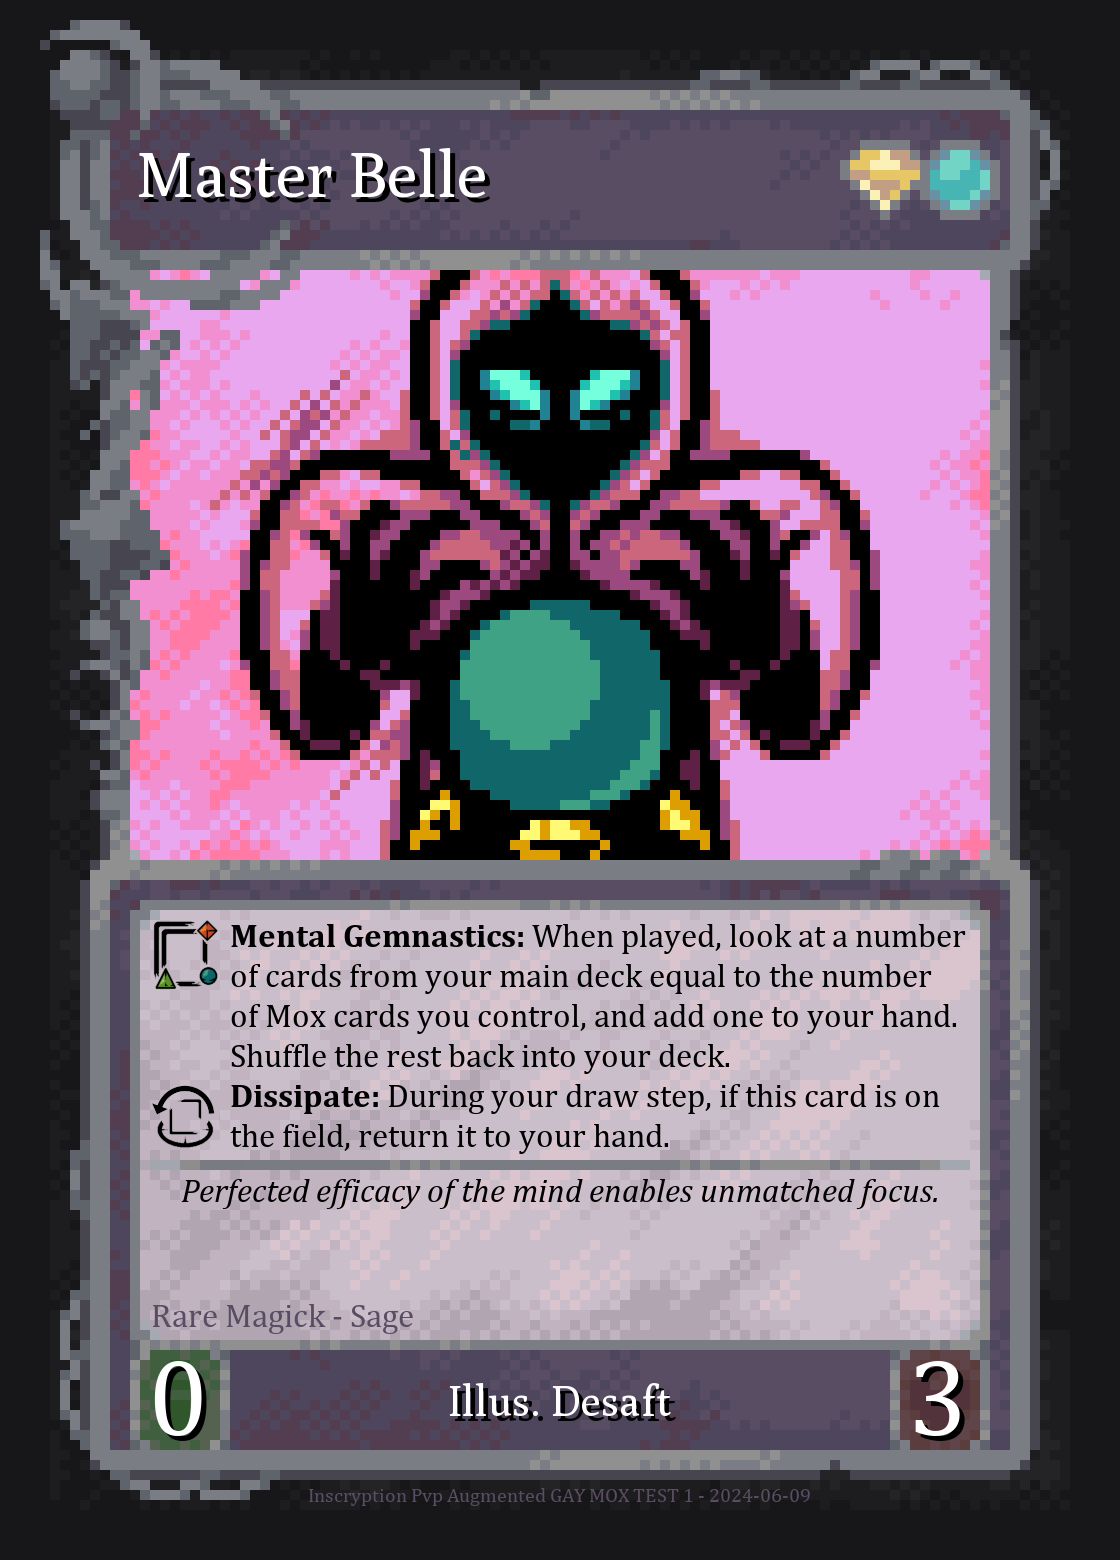 Master Belle
Mental Gemnastics: When played, look at a number
of cards from your main deck equal to the number
of Mox cards you control, and add one to your hand.
Shuffle the rest back into your deck.
Dissipate: During your draw step, if this card is on
the field, return it to your hand.
Perfected efficacy of the mind enables unmatched focus.
Rare Magick - Sage
0
Illus. Desaft
3
Inscryption Pvp Augmented GAY MOX TEST 1 - 2024-06-09